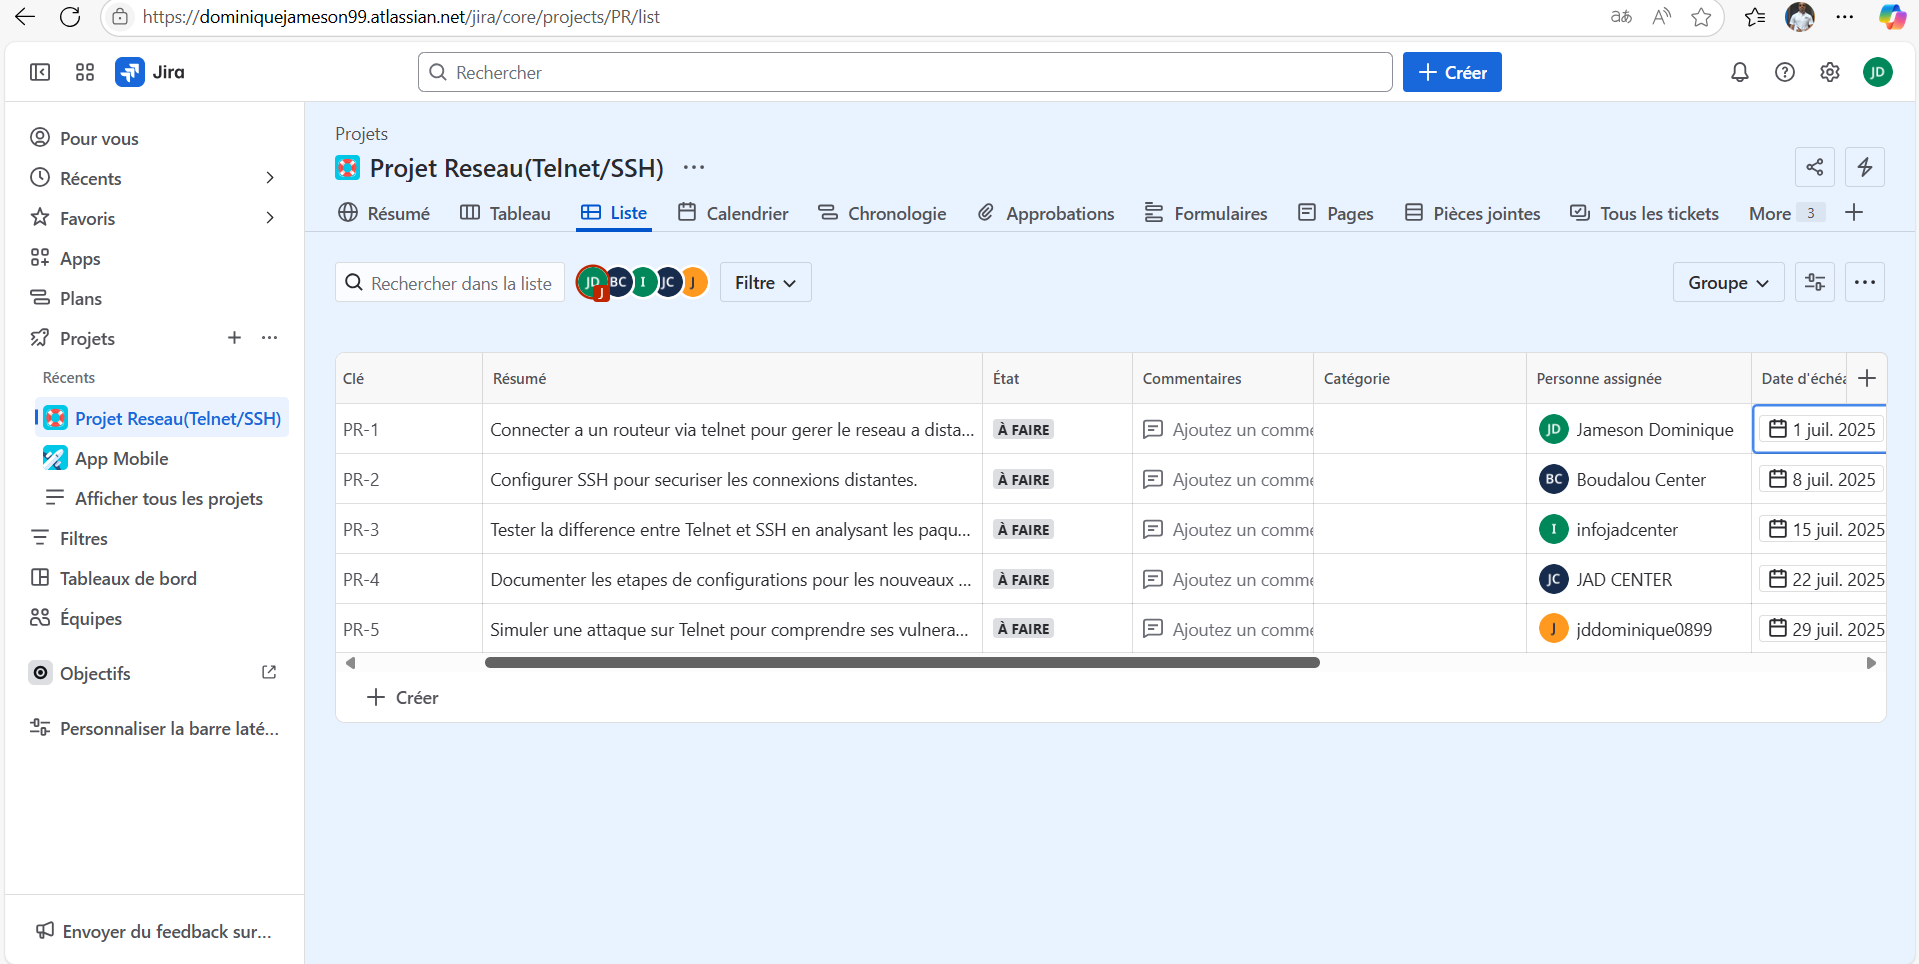 https://dominiquejameson99.atlassian.net/jira/core/projects/PR/list
Jira
Rechercher
Créer
JD
Pour vous
Récents
Favoris
Apps
Plans
Projets
Récents
Projet Reseau(Telnet/SSH)
App Mobile
Afficher tous les projets
Filtres
Tableaux de bord
Équipes
Objectifs
Personnaliser la barre laté...
Envoyer du feedback sur...
Projets
Projet Reseau(Telnet/SSH)
Résumé Tableau Liste Calendrier Chronologie Approbations Formulaires Pages Pièces jointes Tous les tickets More 3
Rechercher dans la liste JD J BC I JC J Filtre Groupe
Clé Résumé État Commentaires Catégorie Personne assignée Date d'échéa
PR-1 Connecter a un routeur via telnet pour gerer le reseau a dista... À FAIRE Ajoutez un comme JD Jameson Dominique 1 juil. 2025
PR-2 Configurer SSH pour securiser les connexions distantes. À FAIRE Ajoutez un comme BC Boudalou Center 8 juil. 2025
PR-3 Tester la difference entre Telnet et SSH en analysant les paqu... À FAIRE Ajoutez un comme I infojadcenter 15 juil. 2025
PR-4 Documenter les etapes de configurations pour les nouveaux ... À FAIRE Ajoutez un comme JC JAD CENTER 22 juil. 2025
PR-5 Simuler une attaque sur Telnet pour comprendre ses vulnera... À FAIRE Ajoutez un comme J jddominique0899 29 juil. 2025
Créer